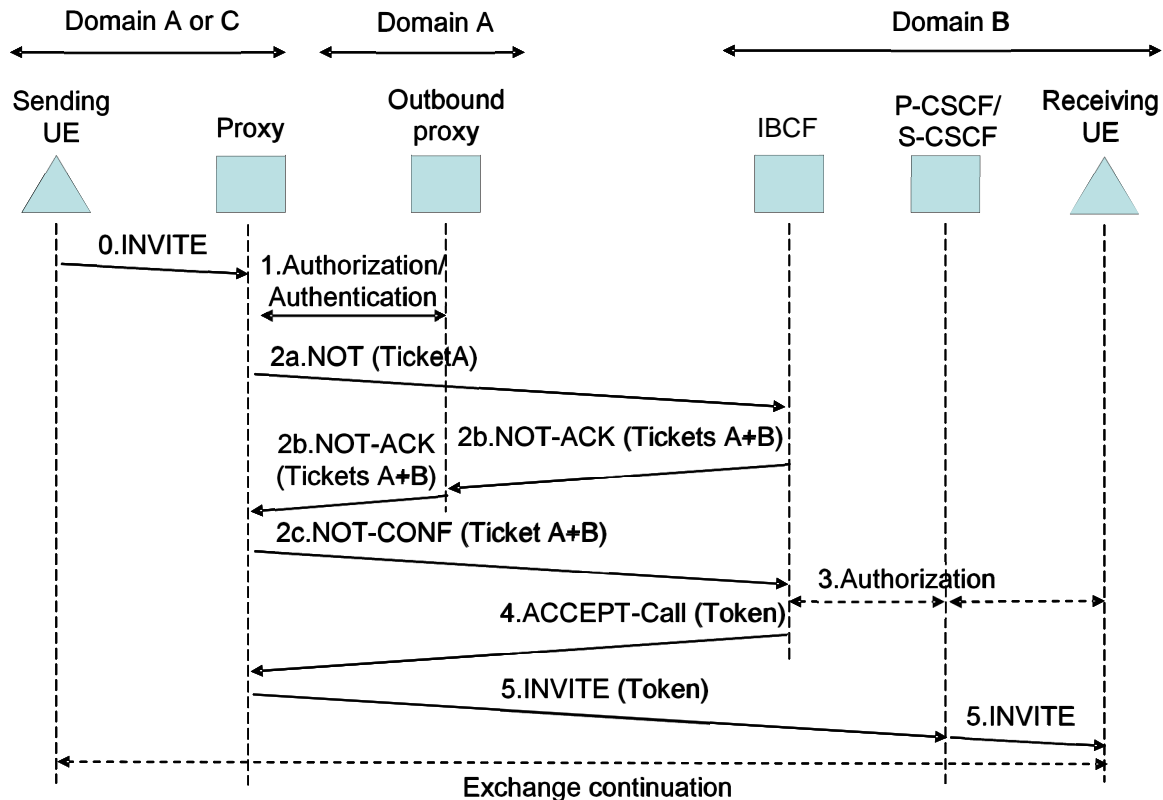 Domain A or C
Domain A
Domain B
Sending
UE
Proxy
Outbound
proxy
IBCF
P-CSCF/
S-CSCF
Receiving
UE
0.INVITE
1.Authorization/
Authentication
2a.NOT (TicketA)
2b.NOT-ACK (Tickets A+B)
2b.NOT-ACK
(Tickets A+B)
2c.NOT-CONF (Ticket A+B)
3.Authorization
4.ACCEPT-Call (Token)
5.INVITE (Token)
5.INVITE
Exchange continuation